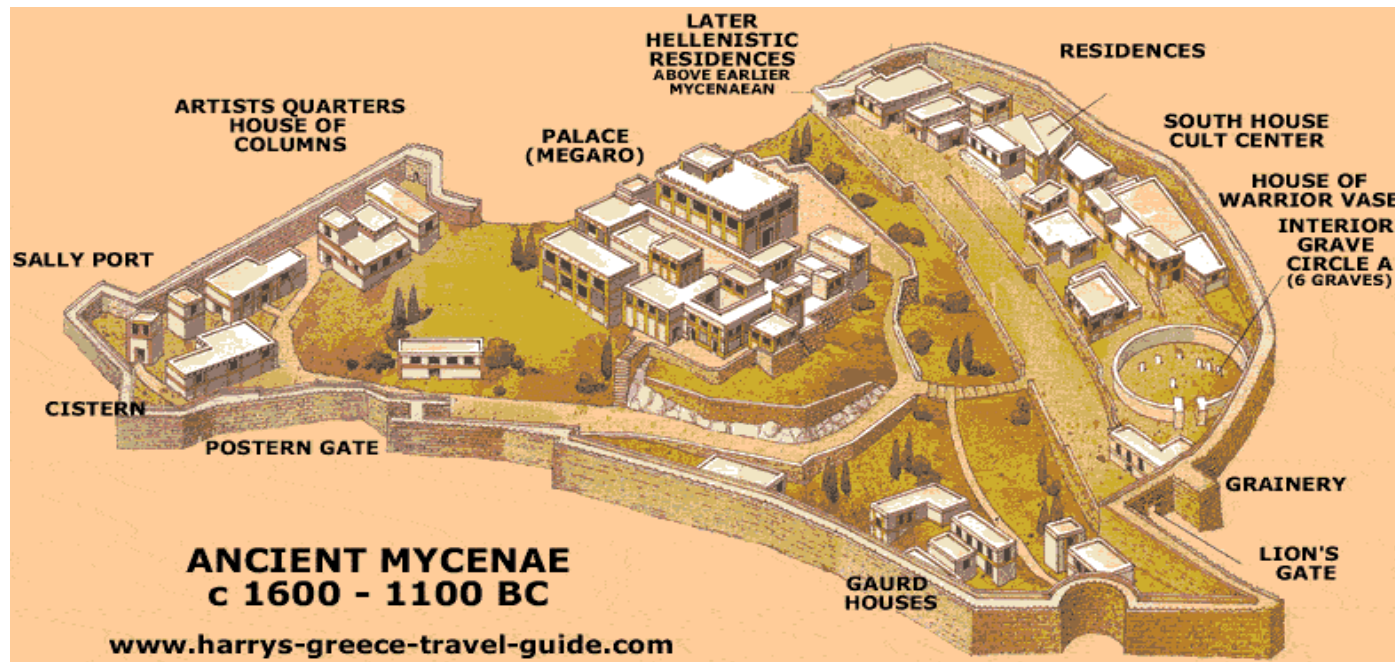 LATER
HELLENISTIC
RESIDENCES
ABOVE EARLIER
MYCENAEAN
RESIDENCES
ARTISTS QUARTERS
HOUSE OF
COLUMNS
PALACE
(MEGARO)
SOUTH HOUSE
CULT CENTER
HOUSE OF
WARRIOR VASE
INTERIOR
GRAVE
CIRCLE A
(6 GRAVES)
SALLY PORT
CISTERN
POSTERN GATE
GRAINERY
LION'S
GATE
GAURD
HOUSES
ANCIENT MYCENAE
c 1600 - 1100 BC
www.harrys-greece-travel-guide.com